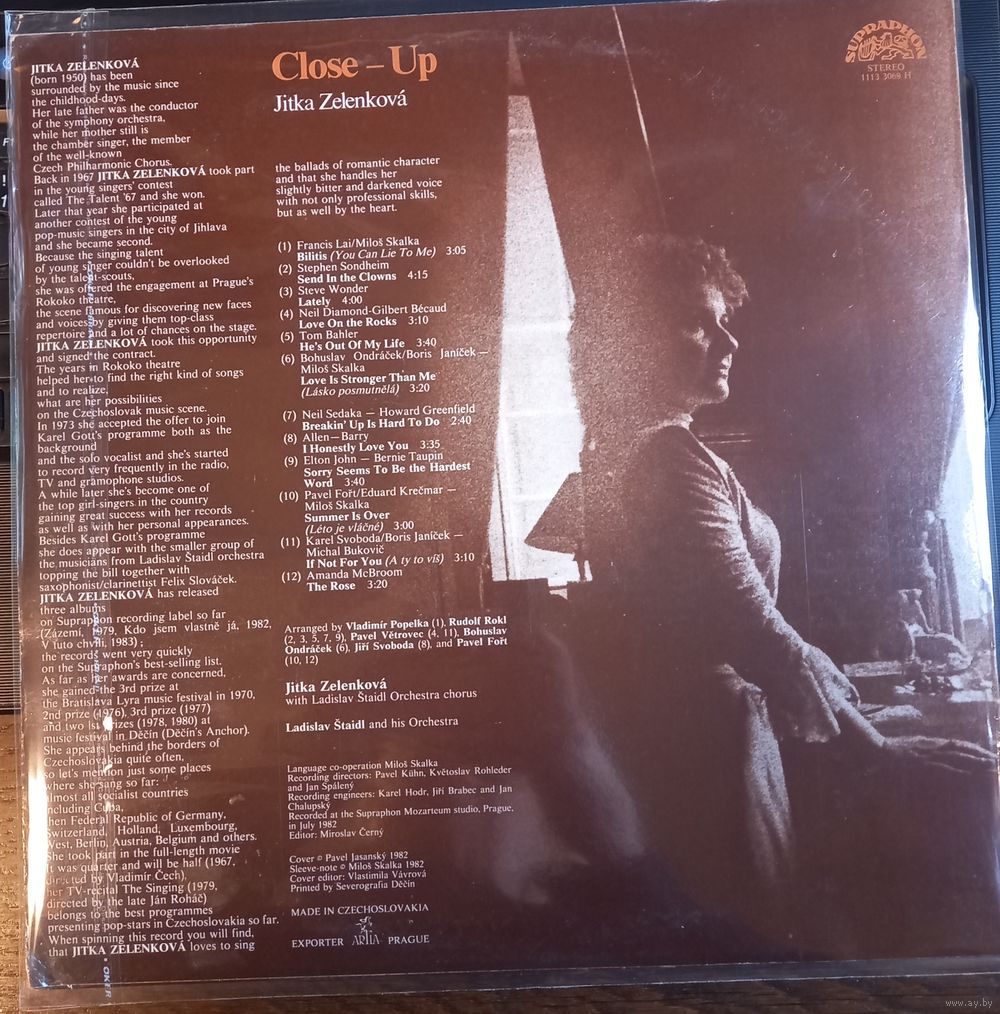 Close – Up
Jitka Zelenková
SUPRAPHON
STEREO
1113 3069 H
JITKA ZELENKOVÁ
(born 1950) has been
surrounded by the music since
the childhood-days.
Her late father was the conductor
of the symphony orchestra,
while her mother still is
the chamber singer, the member
of the well-known
Czech Philharmonic Chorus.
Back in 1967 JITKA ZELENKOVÁ took part
in the young singers' contest
called The Talent '67 and she won.
Later that year she participated at
another contest of the young
pop-music singers in the city of Jihlava
and she became second.
Because the singing talent
of young singer couldn't be overlooked
by the talent-scouts,
she was offered the engagement at Prague's
Rokoko theatre,
the scene famous for discovering new faces
and voices by giving them top-class
repertoire and a lot of chances on the stage.
JITKA ZELENKOVÁ took this opportunity
and signed the contract.
The years in Rokoko theatre
helped her to find the right kind of songs
and to realize,
what are her possibilities
on the Czechoslovak music scene.
In 1973 she accepted the offer to join
Karel Gott's programme both as the
background
and the solo vocalist and she's started
to record very frequently in the radio,
TV and gramophone studios.
A while later she's become one of
the top girl-singers in the country
gaining great success with her records
as well as with her personal appearances.
Besides Karel Gott's programme
she does appear with the smaller group of
the musicians from Ladislav Štaidl orchestra
topping the bill together with
saxophonist/clarinettist Felix Slováček.
JITKA ZELENKOVÁ has released
three albums
on Supraphon recording label so far
(Zázemí, 1979, Kdo jsem vlastně já, 1982,
V tuto chvíli, 1983) ;
the records went very quickly
on the Supraphon's best-selling list.
As far as her awards are concerned,
she gained the 3rd prize at
the Bratislava Lyra music festival in 1970,
2nd prize (1976), 3rd prize (1977)
and two 1st prizes (1978, 1980) at
music festival in Děčín (Děčín's Anchor).
She appears behind the borders of
Czechoslovakia quite often,
so let's mention just some places
where she sang so far:
almost all socialist countries
including Cuba,
then Federal Republic of Germany,
Switzerland, Holland, Luxembourg,
West Berlin, Austria, Belgium and others.
She took part in the full-length movie
It was quarter and will be half (1967,
directed by Vladimír Čech).
her TV-recital The Singing (1979,
directed by the late Ján Roháč)
belongs to the best programmes
presenting pop-stars in Czechoslovakia so far.
When spinning this record you will find,
that JITKA ZELENKOVÁ loves to sing
the ballads of romantic character
and that she handles her
slightly bitter and darkened voice
with not only professional skills,
but as well by the heart.
(1) Francis Lai/Miloš Skalka
Bilitis (You Can Lie To Me) 3:05
(2) Stephen Sondheim
Send In the Clowns 4:15
(3) Steve Wonder
Lately 4:00
(4) Neil Diamond-Gilbert Bécaud
Love On the Rocks 3:10
(5) Tom Bahler
He's Out Of My Life 3:40
(6) Bohuslav Ondráček/Boris Janíček —
Miloš Skalka
Love Is Stronger Than Me
(Lásko posmutnělá) 3:20
(7) Neil Sedaka — Howard Greenfield
Breakin' Up Is Hard To Do 2:40
(8) Allen — Barry
I Honestly Love You 3:35
(9) Elton John — Bernie Taupin
Sorry Seems To Be the Hardest
Word 3:40
(10) Pavel Fořt/Eduard Krečmar —
Miloš Skalka
Summer Is Over
(Léto je vláčné) 3:00
(11) Karel Svoboda/Boris Janíček —
Michal Bukovič
If Not For You (A ty to víš) 3:10
(12) Amanda McBroom
The Rose 3:20
Arranged by Vladimír Popelka (1), Rudolf Rokl
(2, 3, 5, 7, 9), Pavel Větrovec (4, 11), Bohuslav
Ondráček (6), Jiří Svoboda (8), and Pavel Fořt
(10, 12)
Jitka Zelenková
with Ladislav Štaidl Orchestra chorus
Ladislav Štaidl and his Orchestra
Language co-operation Miloš Skalka
Recording directors: Pavel Kühn, Květoslav Rohleder
and Jan Spálený
Recording engineers: Karel Hodr, Jiří Brabec and Jan
Chalupský
Recorded at the Supraphon Mozarteum studio, Prague,
in July 1982
Editor: Miroslav Černý
Cover © Pavel Jasanský 1982
Sleeve-note © Miloš Skalka 1982
Cover editor: Vlastimila Vávrová
Printed by Severografia Děčín
MADE IN CZECHOSLOVAKIA
EXPORTER ARTIA PRAGUE
www.ay.by